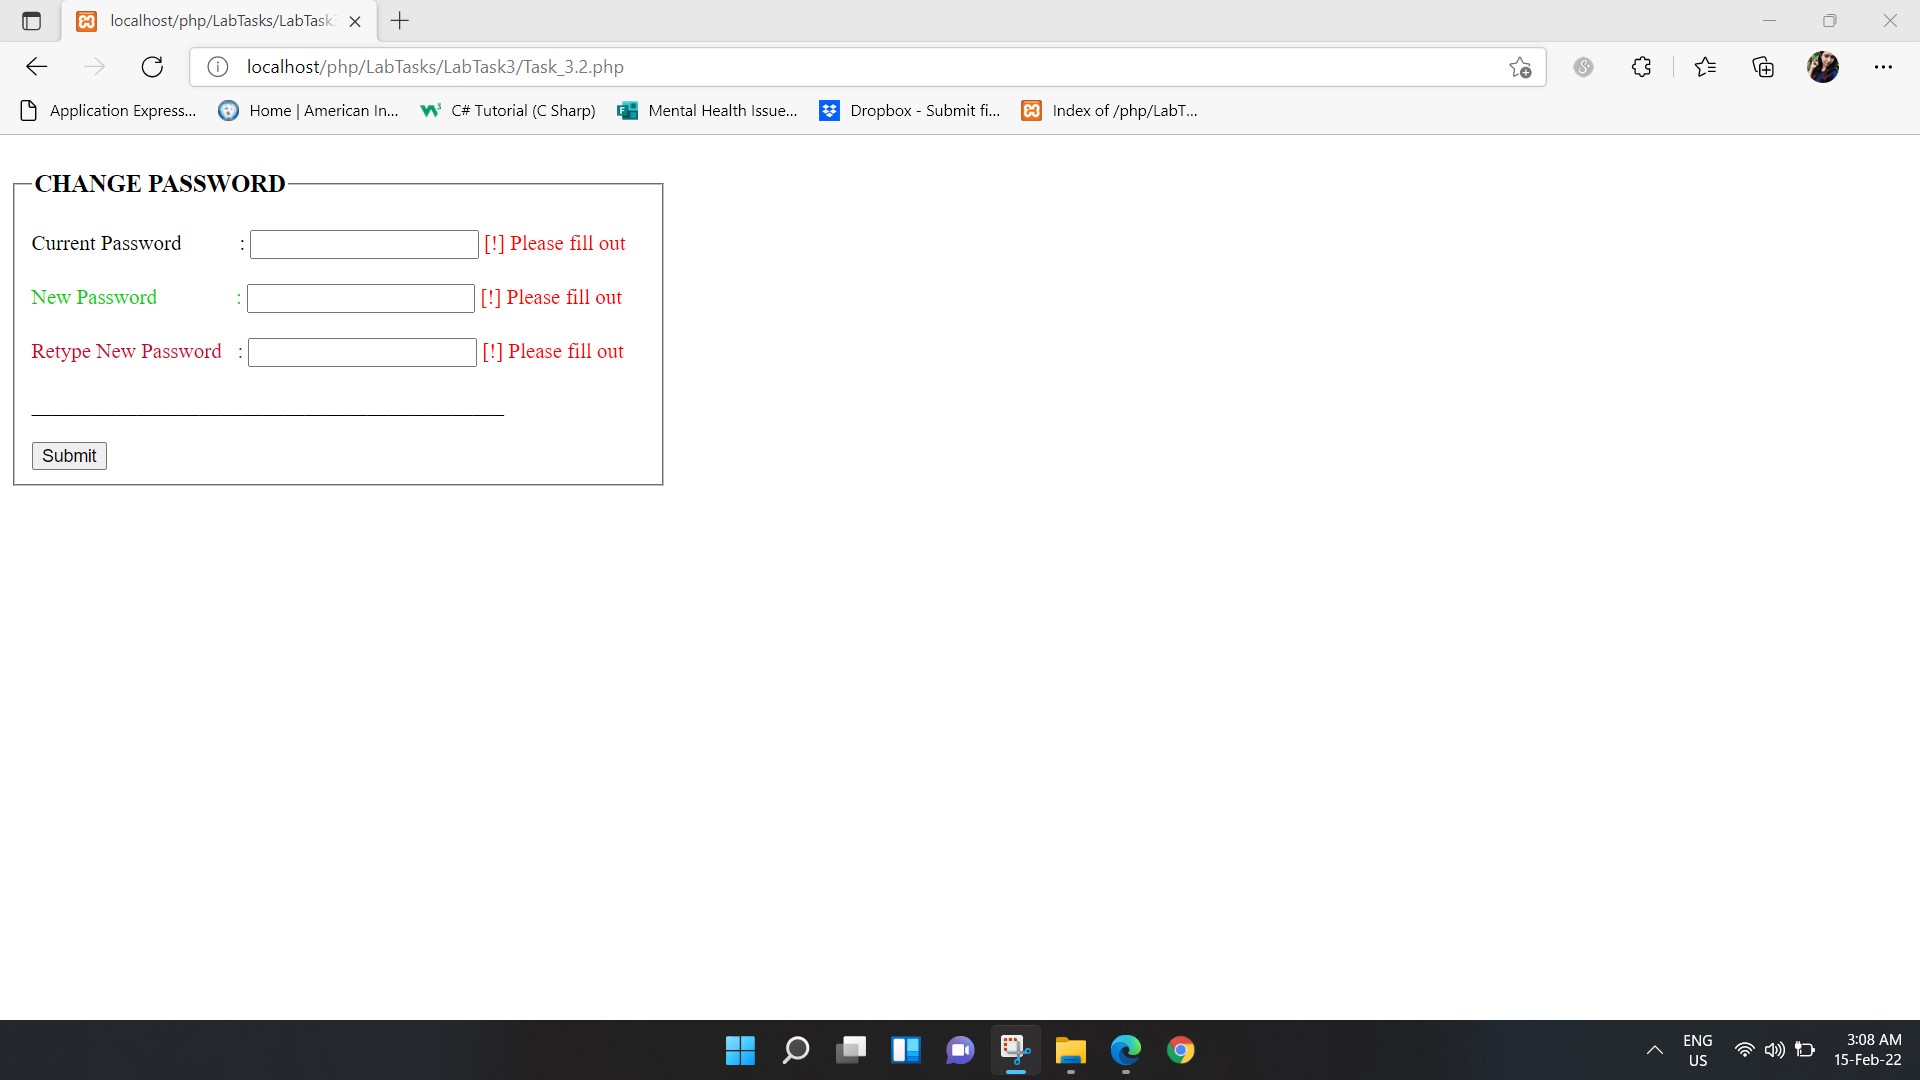 localhost/php/LabTasks/LabTask
localhost/php/LabTasks/LabTask3/Task_3.2.php
Application Express... Home | American In... C# Tutorial (C Sharp) Mental Health Issue... Dropbox - Submit fi... Index of /php/LabT...
CHANGE PASSWORD
Current Password : [!] Please fill out
New Password : [!] Please fill out
Retype New Password : [!] Please fill out
Submit
ENG
US
3:08 AM
15-Feb-22